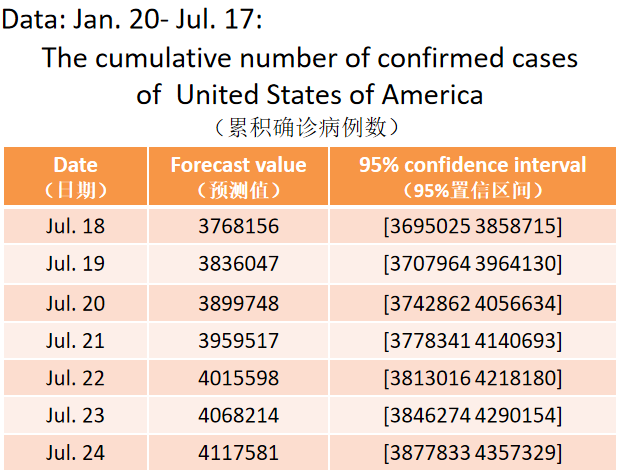 Data: Jan. 20- Jul. 17:
The cumulative number of confirmed cases
of United States of America
（累积确诊病例数）
Date Forecast value 95% confidence interval
（日期） （预测值） （95%置信区间）
Jul. 18 3768156 [3695025 3858715]
Jul. 19 3836047 [3707964 3964130]
Jul. 20 3899748 [3742862 4056634]
Jul. 21 3959517 [3778341 4140693]
Jul. 22 4015598 [3813016 4218180]
Jul. 23 4068214 [3846274 4290154]
Jul. 24 4117581 [3877833 4357329]